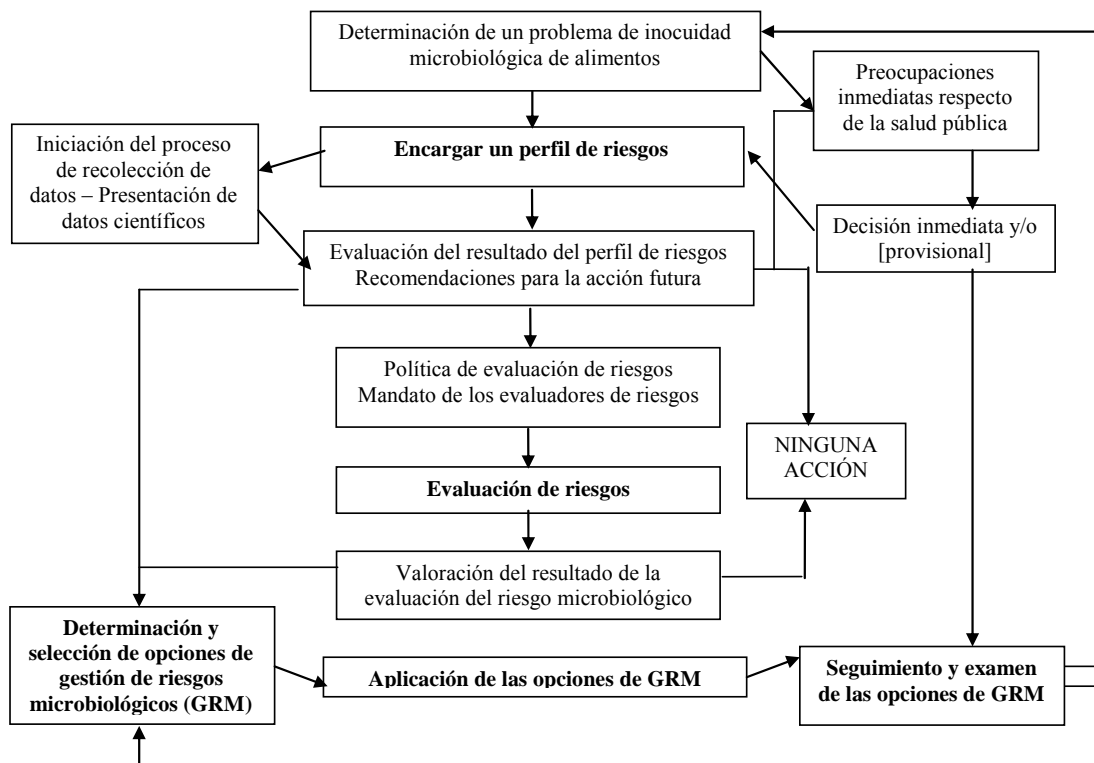 Determinación de un problema de inocuidad
microbiológica de alimentos
Preocupaciones
inmediatas respecto
de la salud pública
Iniciación del proceso
de recolección de
datos – Presentación de
datos científicos
Encargar un perfil de riesgos
Decisión inmediata y/o
[provisional]
Evaluación del resultado del perfil de riesgos
Recomendaciones para la acción futura
Política de evaluación de riesgos
Mandato de los evaluadores de riesgos
NINGUNA
ACCIÓN
Evaluación de riesgos
Valoración del resultado de la
evaluación del riesgo microbiológico
Determinación y
selección de opciones de
gestión de riesgos
microbiológicos (GRM)
Aplicación de las opciones de GRM
Seguimiento y examen
de las opciones de GRM